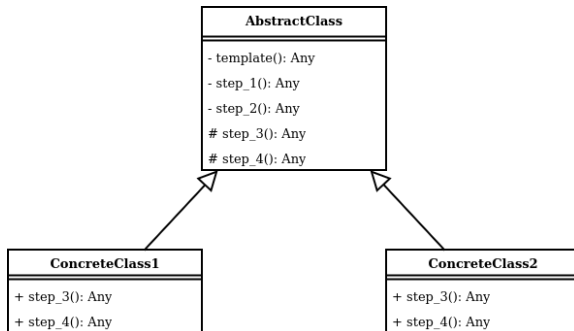 AbstractClass
- template(): Any
- step_1(): Any
- step_2(): Any
# step_3(): Any
# step_4(): Any
ConcreteClass1
+ step_3(): Any
+ step_4(): Any
ConcreteClass2
+ step_3(): Any
+ step_4(): Any